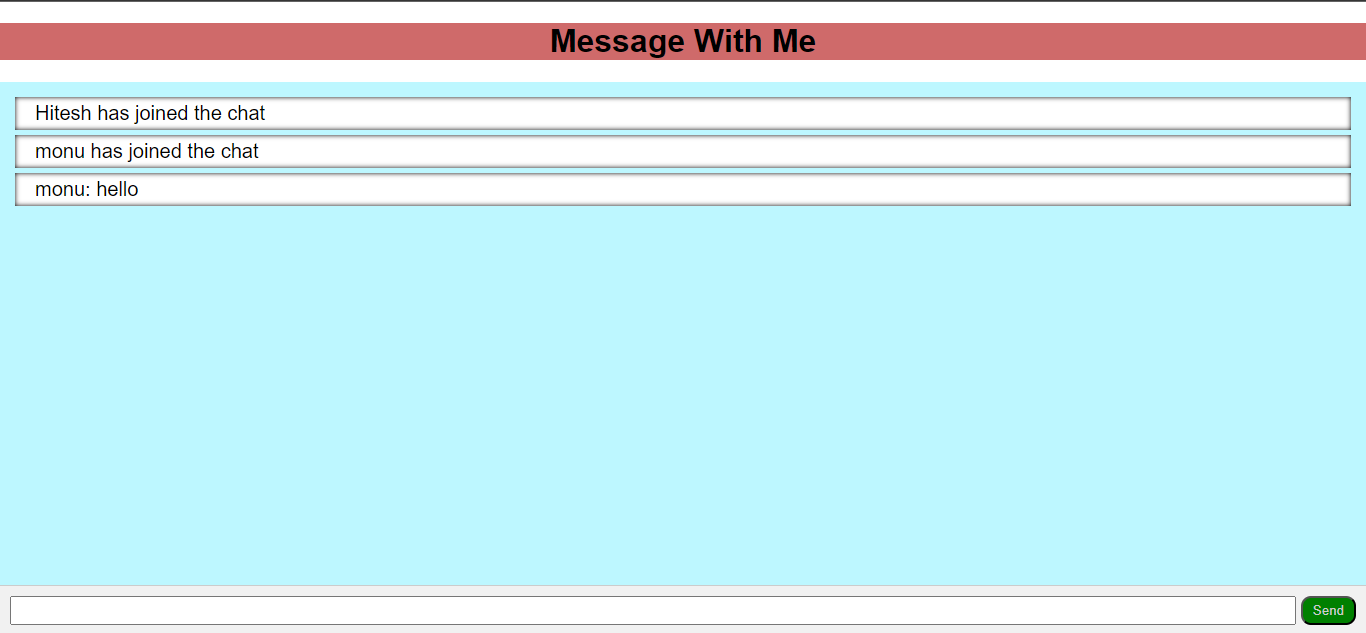 Message With Me
Hitesh has joined the chat
monu has joined the chat
monu: hello
Send